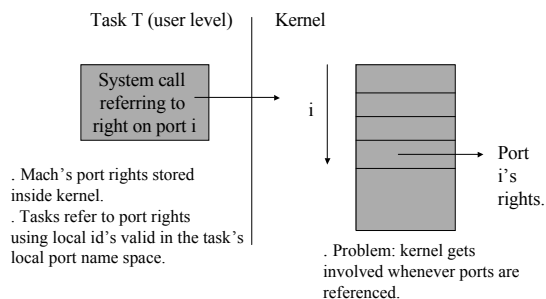 Task T (user level)
Kernel
System call
referring to
right on port i
i
Port
i's
rights.
. Mach's port rights stored
inside kernel.
. Tasks refer to port rights
using local id's valid in the task's
local port name space.
. Problem: kernel gets
involved whenever ports are
referenced.